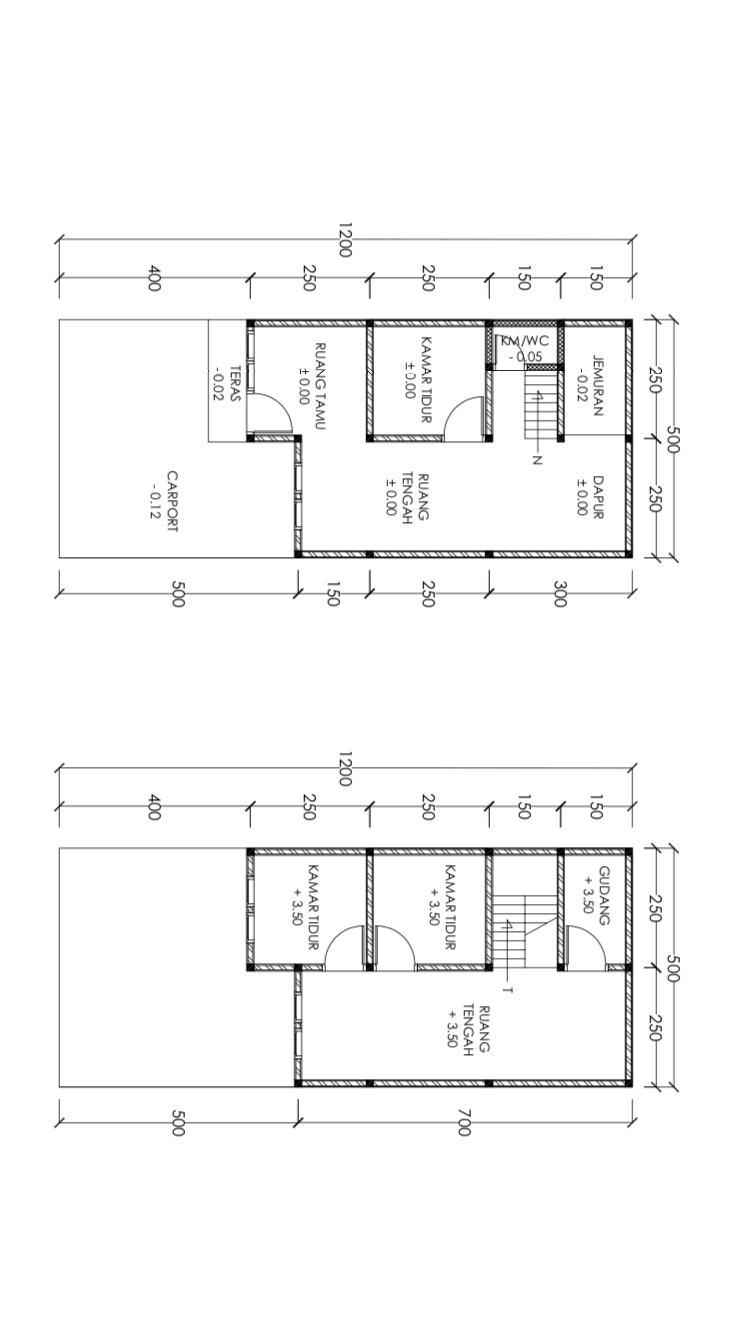 1200
400
250
250
150
150
KM/WC
- 0.05
JEMURAN
- 0.02
KAMAR TIDUR
± 0.00
RUANG TAMU
± 0.00
TERAS
- 0.02
N
DAPUR
± 0.00
RUANG
TENGAH
± 0.00
CARPORT
- 0.12
250
500
250
500
150
250
300
1200
400
250
250
150
150
GUDANG
+ 3.50
KAMAR TIDUR
+ 3.50
KAMAR TIDUR
+ 3.50
T
RUANG
TENGAH
+ 3.50
250
500
250
500
700